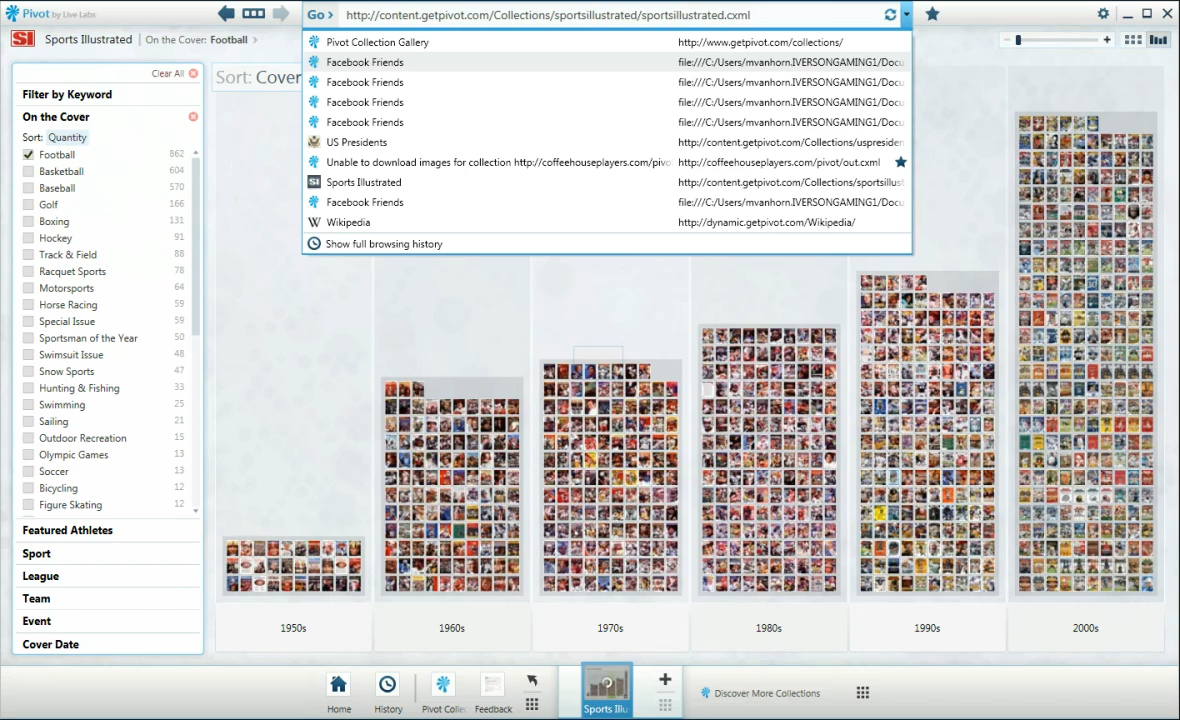 Pivot by Live Labs
Go >
http://content.getpivot.com/Collections/sportsillustrated/sportsillustrated.cxml
SI Sports Illustrated | On the Cover: Football >
Pivot Collection Gallery http://www.getpivot.com/collections/
Facebook Friends file:///C:/Users/mvanhorn.IVERSONGAMING1/Docu
Facebook Friends file:///C:/Users/mvanhorn.IVERSONGAMING1/Docu
Facebook Friends file:///C:/Users/mvanhorn.IVERSONGAMING1/Docu
Facebook Friends file:///C:/Users/mvanhorn.IVERSONGAMING1/Docu
US Presidents http://content.getpivot.com/Collections/uspresiden
Unable to download images for collection http://coffeehouseplayers.com/pivo http://coffeehouseplayers.com/pivot/out.cxml
SI Sports Illustrated http://content.getpivot.com/Collections/sportsillust
Facebook Friends file:///C:/Users/mvanhorn.IVERSONGAMING1/Docu
W Wikipedia http://dynamic.getpivot.com/Wikipedia/
Show full browsing history
Clear All
Sort: Cover
Filter by Keyword
On the Cover
Sort: Quantity
Football 862
Basketball 604
Baseball 570
Golf 166
Boxing 131
Hockey 91
Track & Field 88
Racquet Sports 78
Motorsports 64
Horse Racing 59
Special Issue 59
Sportsman of the Year 50
Swimsuit Issue 48
Snow Sports 47
Hunting & Fishing 33
Swimming 25
Sailing 21
Outdoor Recreation 15
Olympic Games 13
Soccer 13
Bicycling 12
Figure Skating 12
Featured Athletes
Sport
League
Team
Event
Cover Date
1950s 1960s 1970s 1980s 1990s 2000s
Home History Pivot Colle Feedback Sports Illu
Discover More Collections